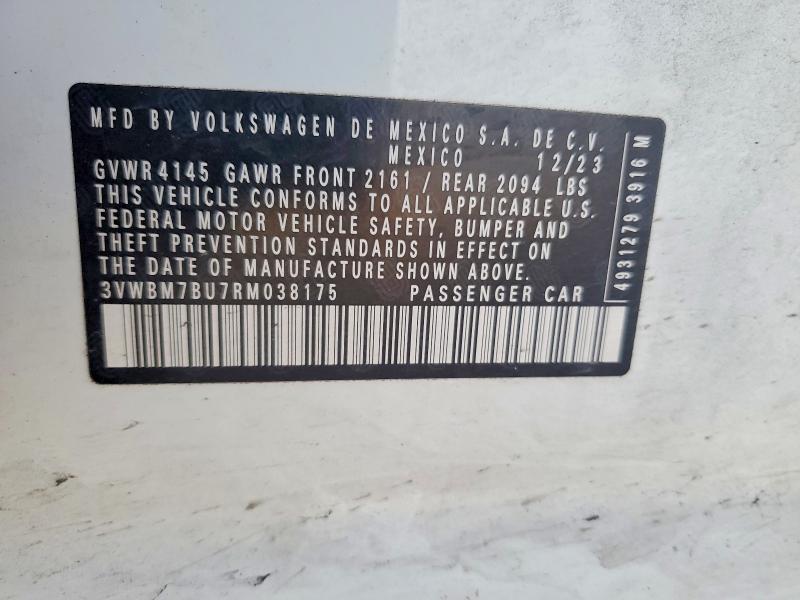 MFD BY VOLKSWAGEN DE MEXICO S.A. DE C.V.
MEXICO 12/23
GVWR 4145 GAWR FRONT 2161 / REAR 2094 LBS
THIS VEHICLE CONFORMS TO ALL APPLICABLE U.S.
FEDERAL MOTOR VEHICLE SAFETY, BUMPER AND
THEFT PREVENTION STANDARDS IN EFFECT ON
THE DATE OF MANUFACTURE SHOWN ABOVE.
3VWBM7BU7RM038175 PASSENGER CAR
4931279 3916 M